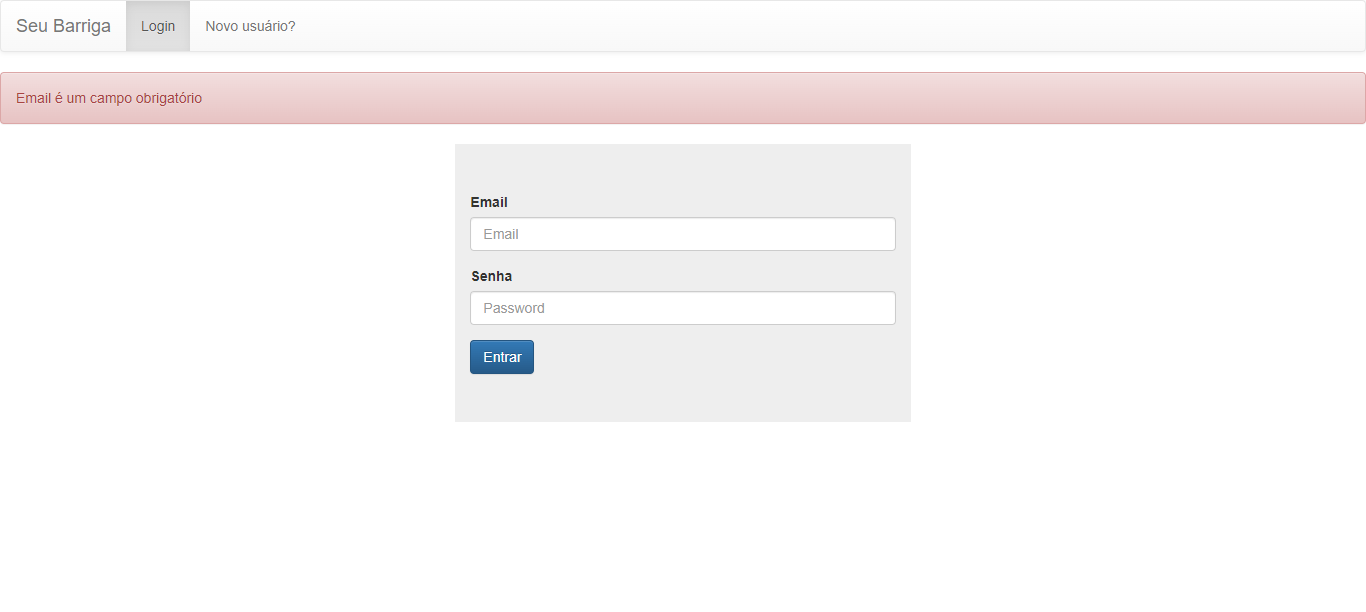 Seu Barriga Login Novo usuário?
Email é um campo obrigatório
Email
Email
Senha
Password
Entrar